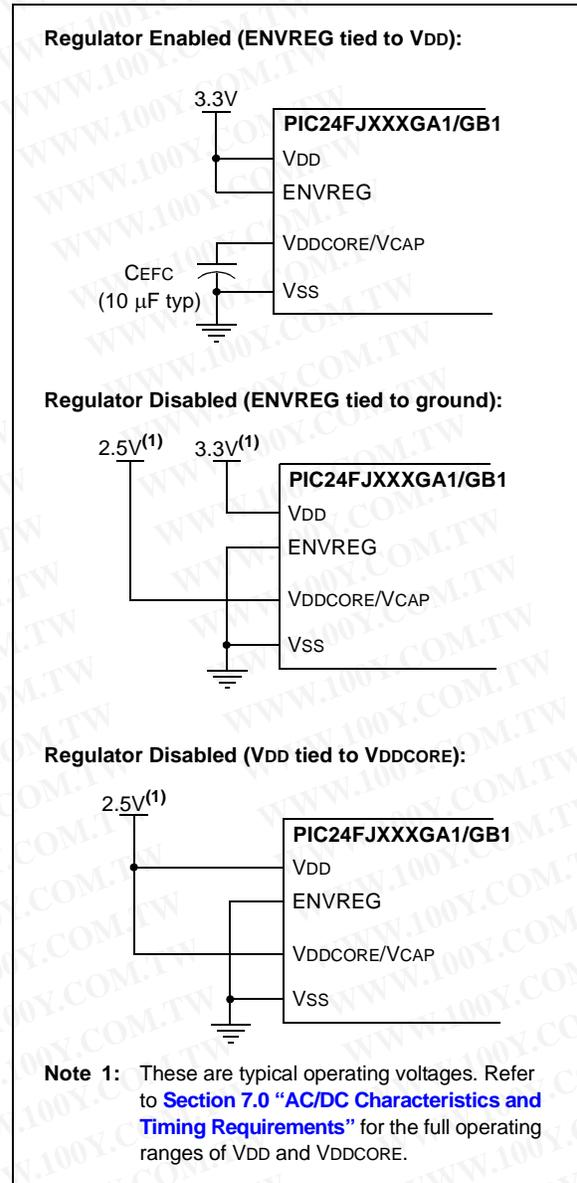 Regulator Enabled (ENVREG tied to VDD):
3.3V
PIC24FJXXXGA1/GB1
VDD
ENVREG
VDDCORE/VCAP
CEFC
(10 μF typ)
VSS
Regulator Disabled (ENVREG tied to ground):
2.5V(1) 3.3V(1)
PIC24FJXXXGA1/GB1
VDD
ENVREG
VDDCORE/VCAP
VSS
Regulator Disabled (VDD tied to VDDCORE):
2.5V(1)
PIC24FJXXXGA1/GB1
VDD
ENVREG
VDDCORE/VCAP
VSS
Note 1: These are typical operating voltages. Refer
to Section 7.0 “AC/DC Characteristics and
Timing Requirements” for the full operating
ranges of VDD and VDDCORE.
WWW.100Y.COM.TW